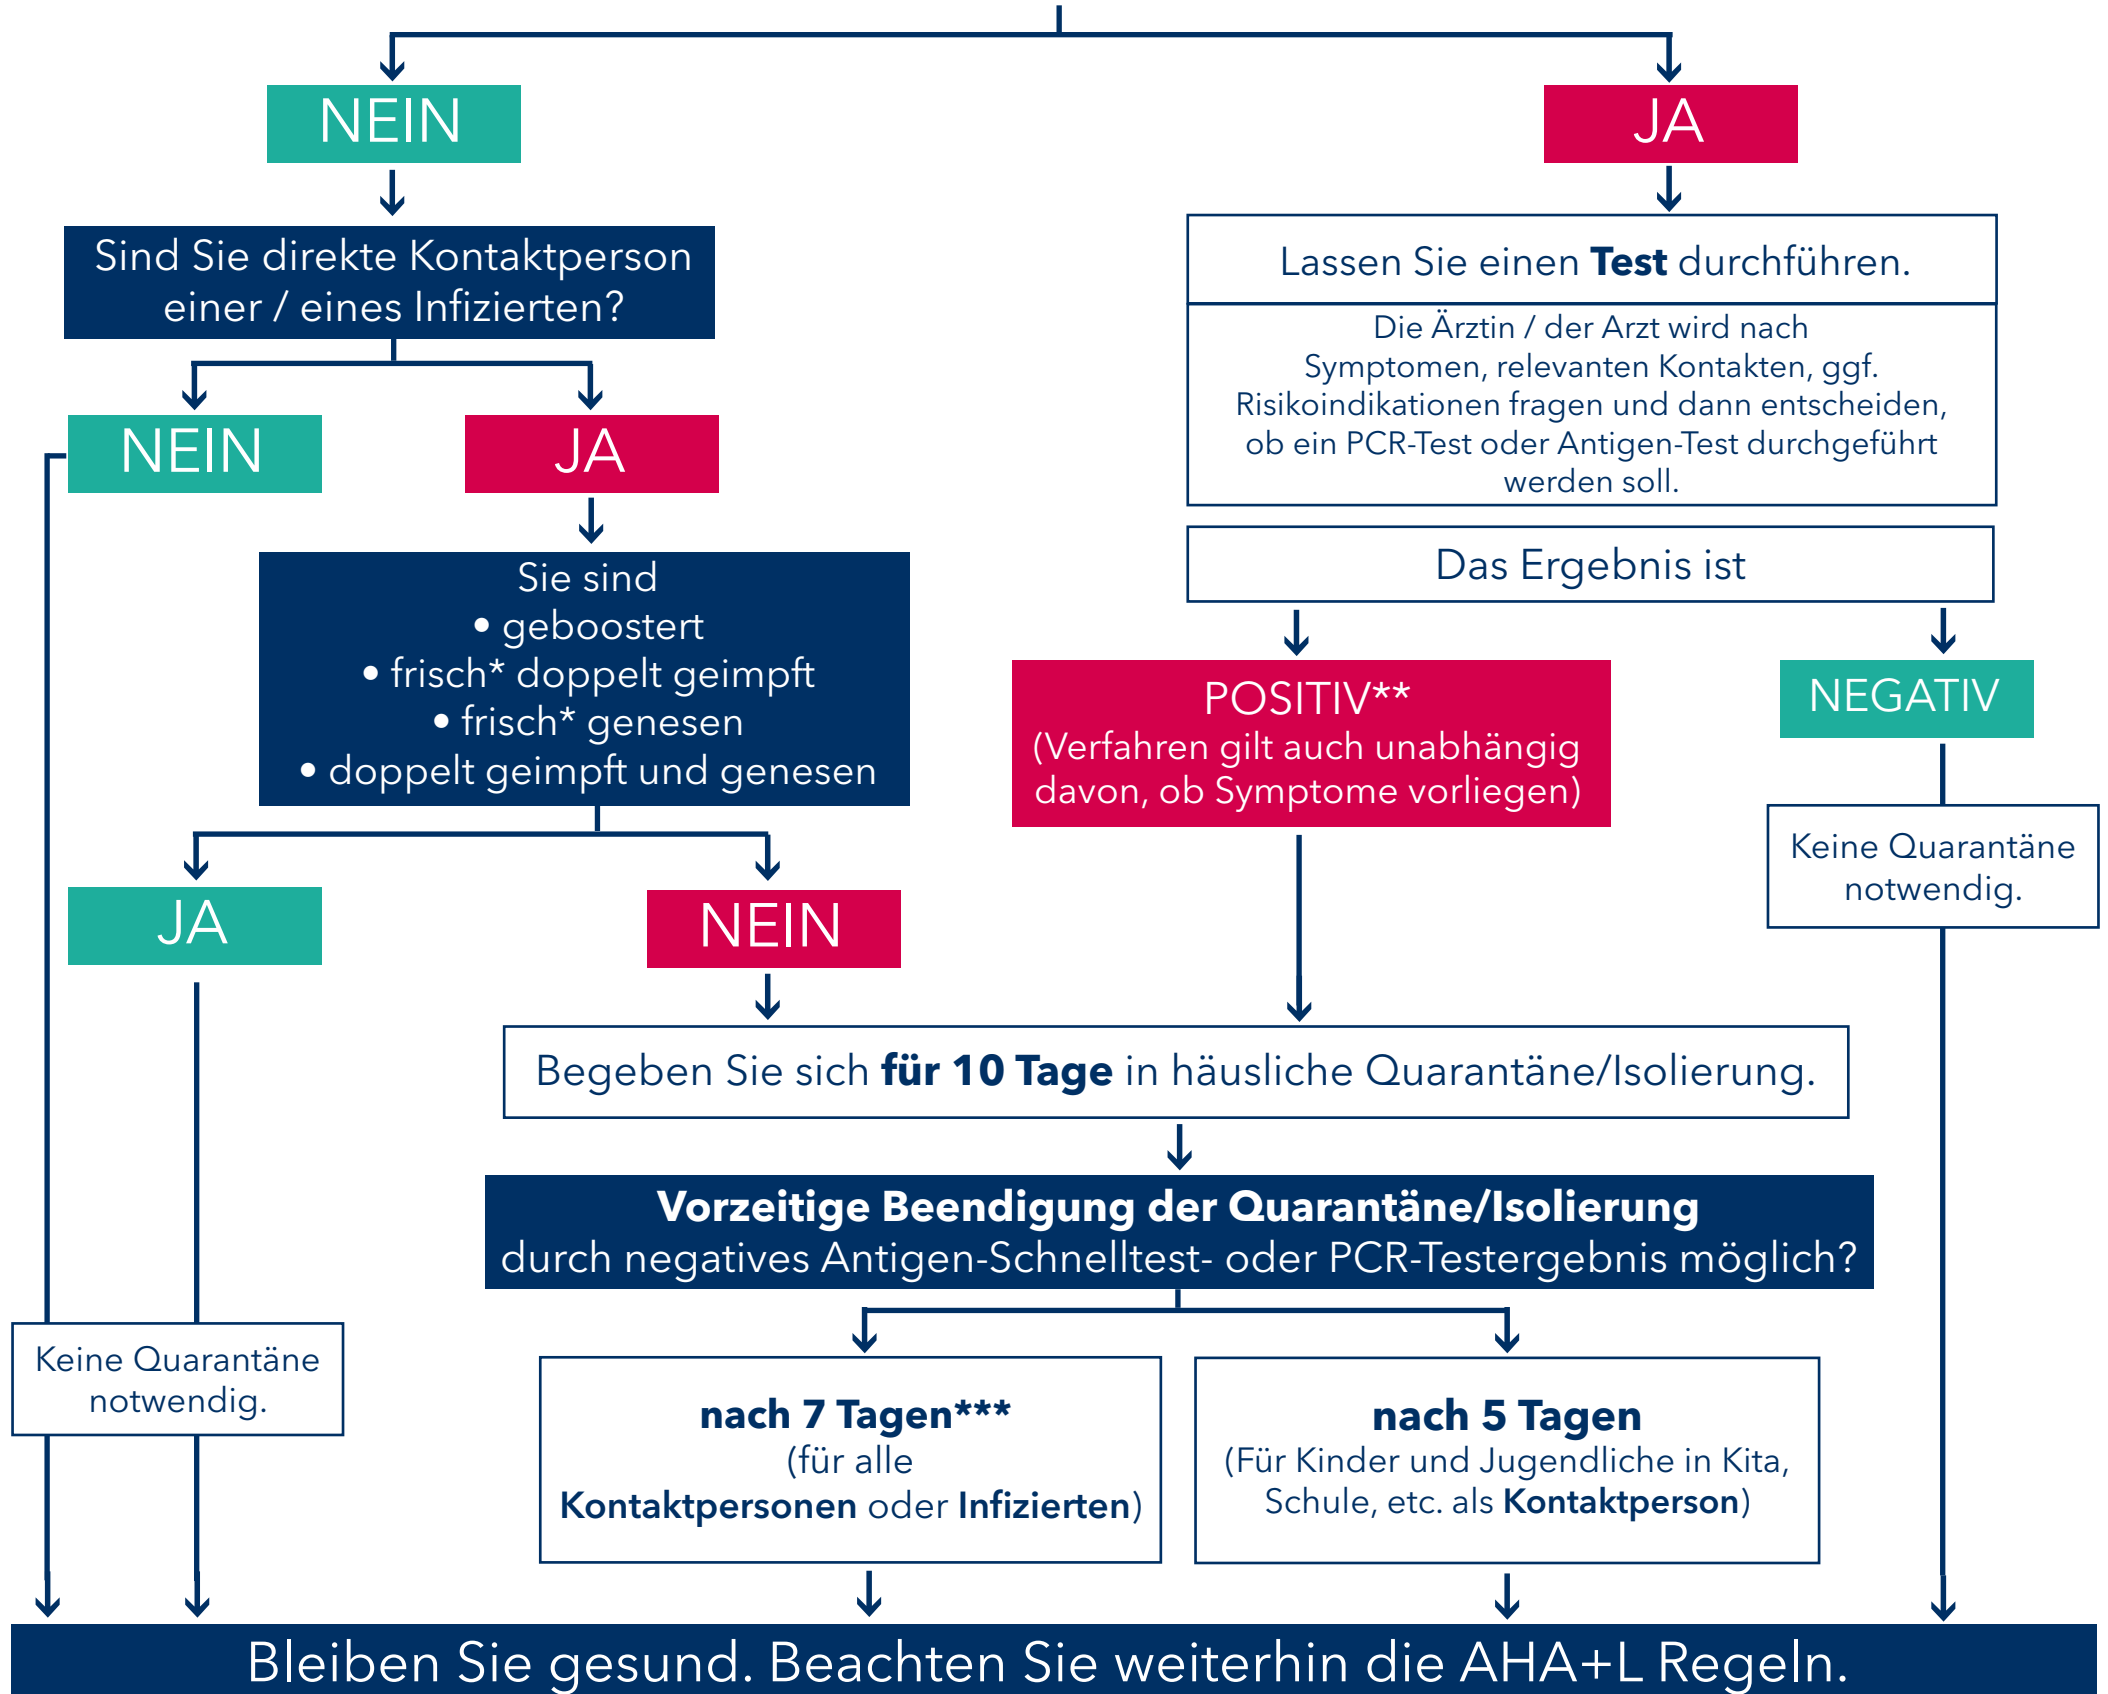 NEIN
JA
Sind Sie direkte Kontaktperson
einer / eines Infizierten?
NEIN
JA
Lassen Sie einen Test durchführen.
Die Ärztin / der Arzt wird nach
Symptomen, relevanten Kontakten, ggf.
Risikoindikationen fragen und dann entscheiden,
ob ein PCR-Test oder Antigen-Test durchgeführt
werden soll.
Das Ergebnis ist
Sie sind
• geboostert
• frisch* doppelt geimpft
• frisch* genesen
• doppelt geimpft und genesen
POSITIV**
(Verfahren gilt auch unabhängig
davon, ob Symptome vorliegen)
NEGATIV
Keine Quarantäne
notwendig.
JA
NEIN
Begeben Sie sich für 10 Tage in häusliche Quarantäne/Isolierung.
Vorzeitige Beendigung der Quarantäne/Isolierung
durch negatives Antigen-Schnelltest- oder PCR-Testergebnis möglich?
Keine Quarantäne
notwendig.
nach 7 Tagen***
(für alle
Kontaktpersonen oder Infizierten)
nach 5 Tagen
(Für Kinder und Jugendliche in Kita,
Schule, etc. als Kontaktperson)
Bleiben Sie gesund. Beachten Sie weiterhin die AHA+L Regeln.